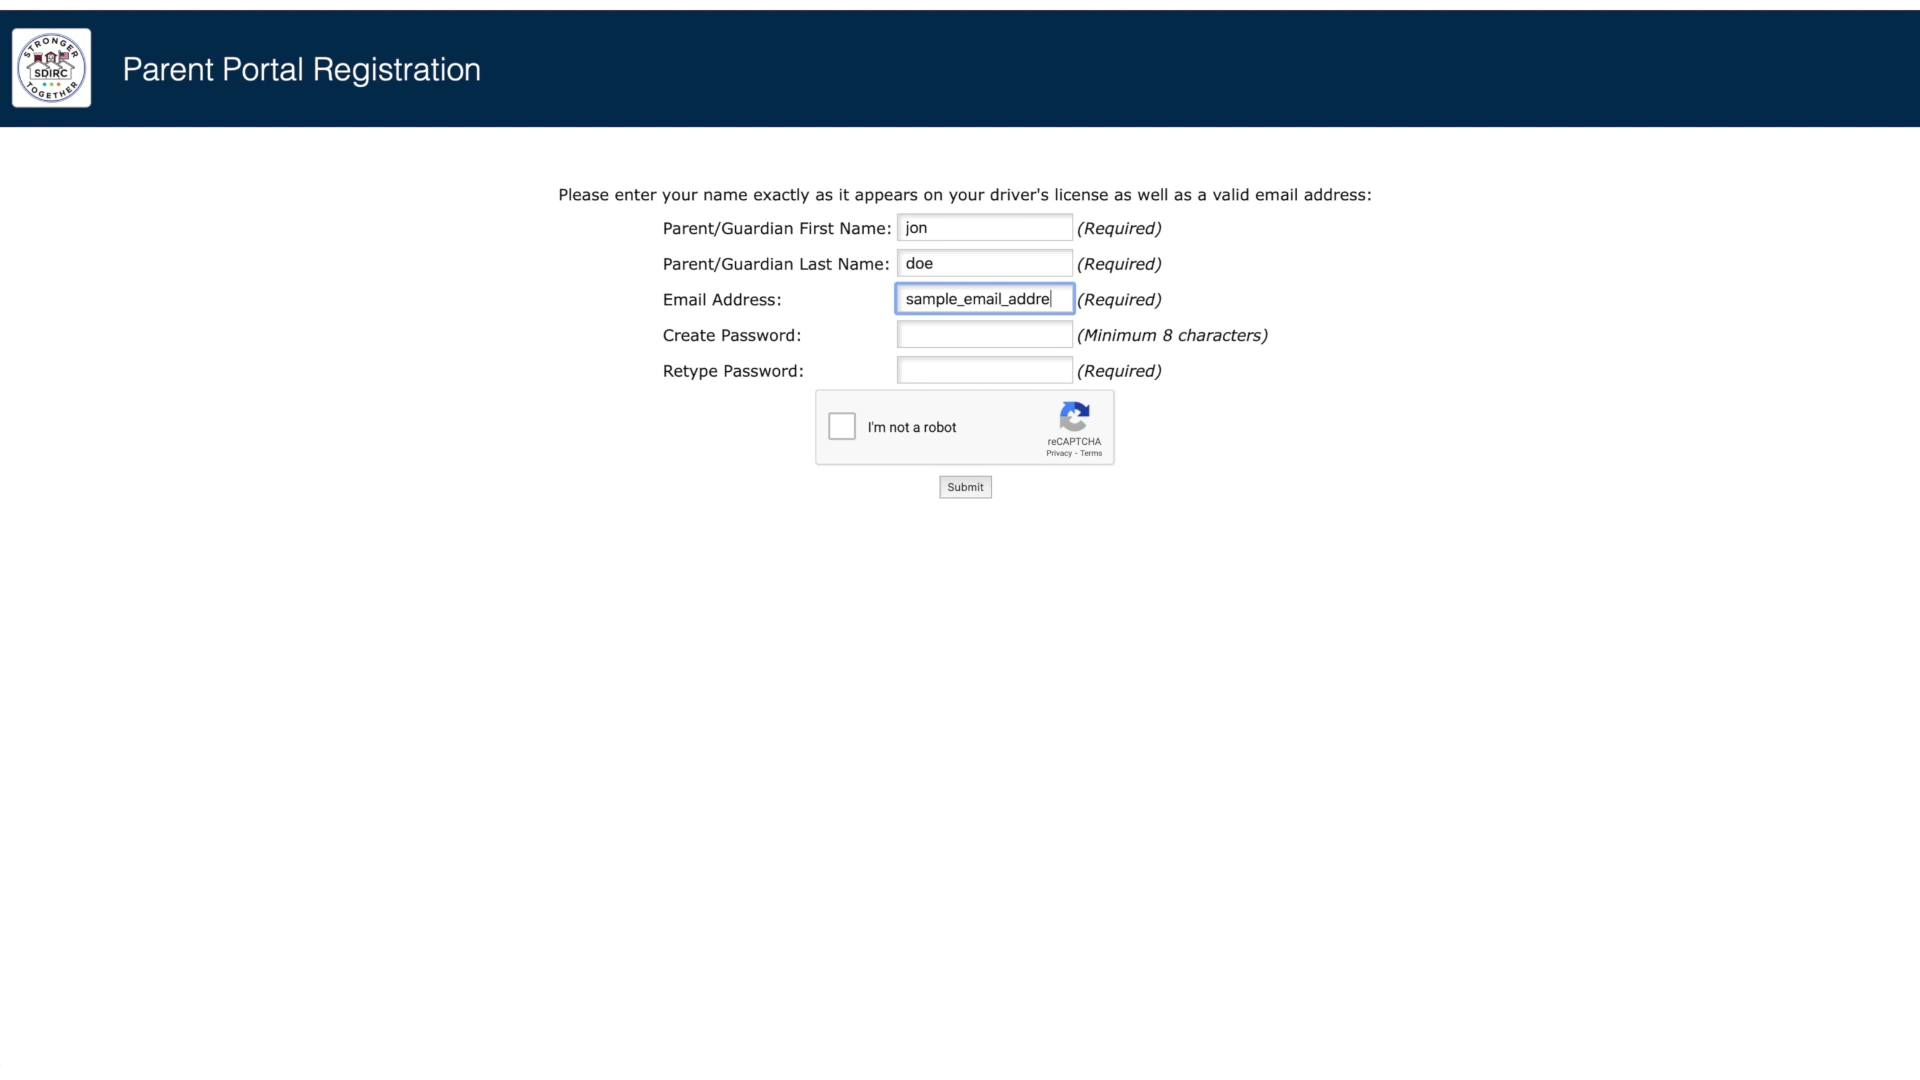 STRONGER
SDIRC
TOGETHER
Parent Portal Registration
Please enter your name exactly as it appears on your driver's license as well as a valid email address:
Parent/Guardian First Name: jon (Required)
Parent/Guardian Last Name: doe (Required)
Email Address: sample_email_addre (Required)
Create Password: (Minimum 8 characters)
Retype Password: (Required)
I'm not a robot
reCAPTCHA
Privacy - Terms
Submit